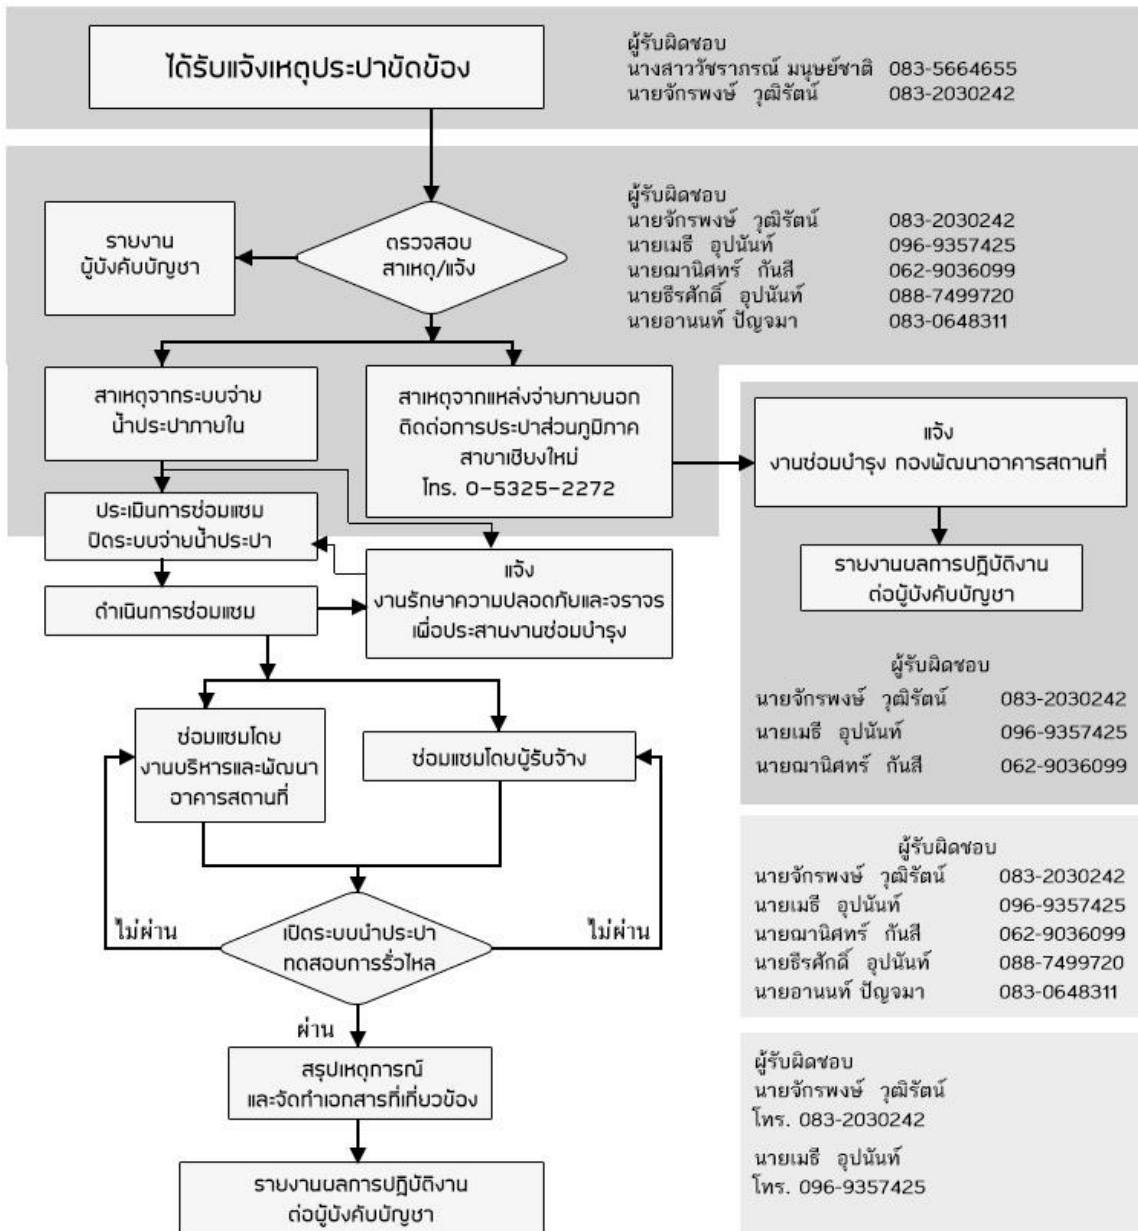 ได้รับแจ้งเหตุประปาขัดข้อง
ผู้รับผิดชอบ
นางสาววัชราภรณ์ มนุษย์ชาติ 083-5664655
นายจักรพงษ์ วุฒิรัตน์ 083-2030242
ตรวจสอบ
สาเหตุ/แจ้ง
รายงาน
ผู้บังคับบัญชา
ผู้รับผิดชอบ
นายจักรพงษ์ วุฒิรัตน์ 083-2030242
นายเมธี อุปนันท์ 096-9357425
นายฌานิศทร์ กันสี 062-9036099
นายธีรศักดิ์ อุปนันท์ 088-7499720
นายอานนท์ ปัญจมา 083-0648311
สาเหตุจากระบบจ่าย
น้ำประปาภายใน
สาเหตุจากแหล่งจ่ายภายนอก
ติดต่อการประปาส่วนภูมิภาค
สาขาเชียงใหม่
โทร. 0-5325-2272
แจ้ง
งานซ่อมบำรุง กองพัฒนาอาคารสถานที่
รายงานผลการปฏิบัติงาน
ต่อผู้บังคับบัญชา
ผู้รับผิดชอบ
นายจักรพงษ์ วุฒิรัตน์ 083-2030242
นายเมธี อุปนันท์ 096-9357425
นายฌานิศทร์ กันสี 062-9036099
ประเมินการซ่อมแซม
ปิดระบบจ่ายน้ำประปา
ดำเนินการซ่อมแซม
แจ้ง
งานรักษาความปลอดภัยและจราจร
เพื่อประสานงานซ่อมบำรุง
ซ่อมแซมโดย
งานบริหารและพัฒนา
อาคารสถานที่
ซ่อมแซมโดยผู้รับจ้าง
ผู้รับผิดชอบ
นายจักรพงษ์ วุฒิรัตน์ 083-2030242
นายเมธี อุปนันท์ 096-9357425
นายฌานิศทร์ กันสี 062-9036099
นายธีรศักดิ์ อุปนันท์ 088-7499720
นายอานนท์ ปัญจมา 083-0648311
ไม่ผ่าน
เปิดระบบนำประปา
ทดสอบการรั่วไหล
ไม่ผ่าน
ผ่าน
สรุปเหตุการณ์
และจัดทำเอกสารที่เกี่ยวข้อง
รายงานผลการปฏิบัติงาน
ต่อผู้บังคับบัญชา
ผู้รับผิดชอบ
นายจักรพงษ์ วุฒิรัตน์
โทร. 083-2030242
นายเมธี อุปนันท์
โทร. 096-9357425